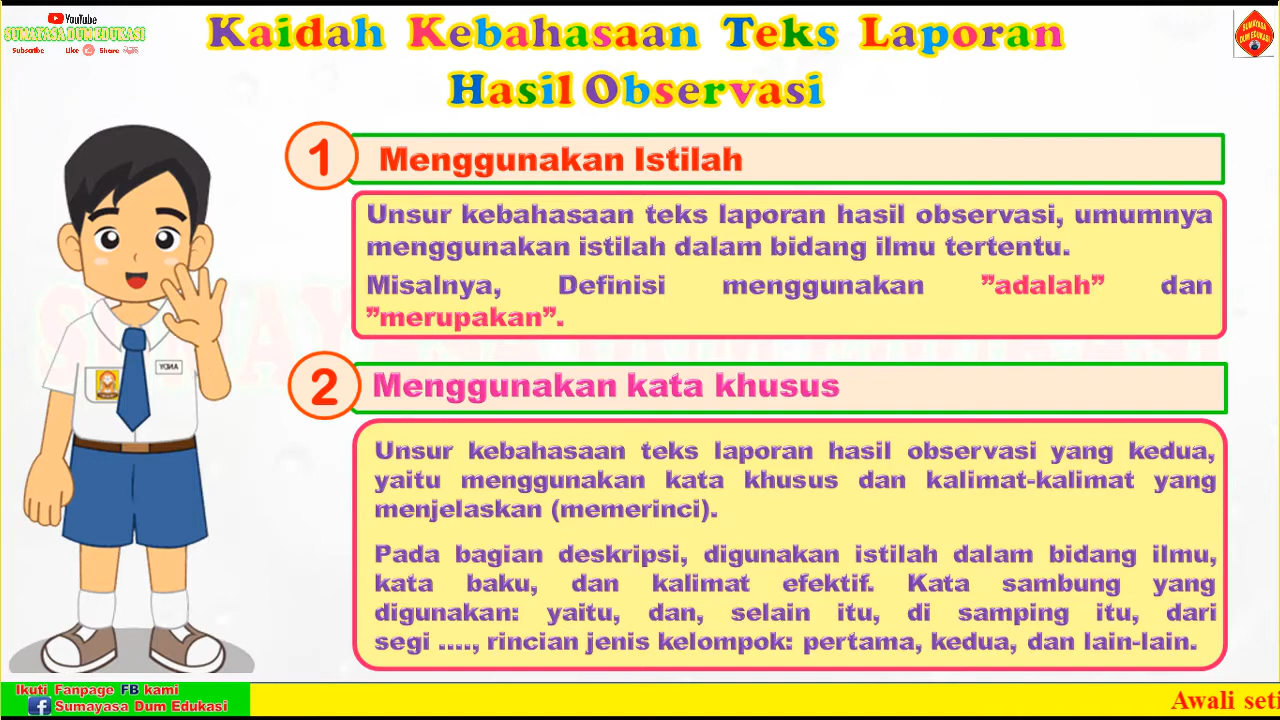 YouTube
SUMAYASA DUM EDUKASI
Subscribe Like Share
Kaidah Kebahasaan Teks Laporan
Hasil Observasi
SUMAYASA
DUM EDUKASI
1 Menggunakan Istilah
Unsur kebahasaan teks laporan hasil observasi, umumnya
menggunakan istilah dalam bidang ilmu tertentu.
Misalnya, Definisi menggunakan ”adalah” dan
”merupakan”.
2 Menggunakan kata khusus
Unsur kebahasaan teks laporan hasil observasi yang kedua,
yaitu menggunakan kata khusus dan kalimat-kalimat yang
menjelaskan (memerinci).
Pada bagian deskripsi, digunakan istilah dalam bidang ilmu,
kata baku, dan kalimat efektif. Kata sambung yang
digunakan: yaitu, dan, selain itu, di samping itu, dari
segi ...., rincian jenis kelompok: pertama, kedua, dan lain-lain.
ANDY
Ikuti Fanpage FB kami
Sumayasa Dum Edukasi
Awali seti